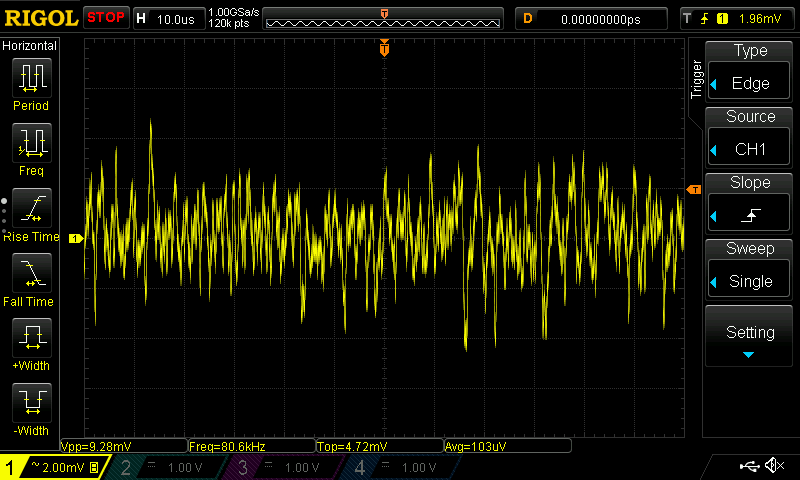 RIGOL STOP H 10.0us 1.00GSa/s 120k pts T D 0.00000000ps T 1 1.96mV
Horizontal
Period
Freq
Rise Time
Fall Time
+Width
-Width
T
1
T
Trigger
Type
Edge
Source
CH1
Slope
Sweep
Single
Setting
Vpp=9.28mV Freq=80.6kHz Top=4.72mV Avg=103uV
1 ~ 2.00mV B 2 1.00 V 3 1.00 V 4 1.00 V